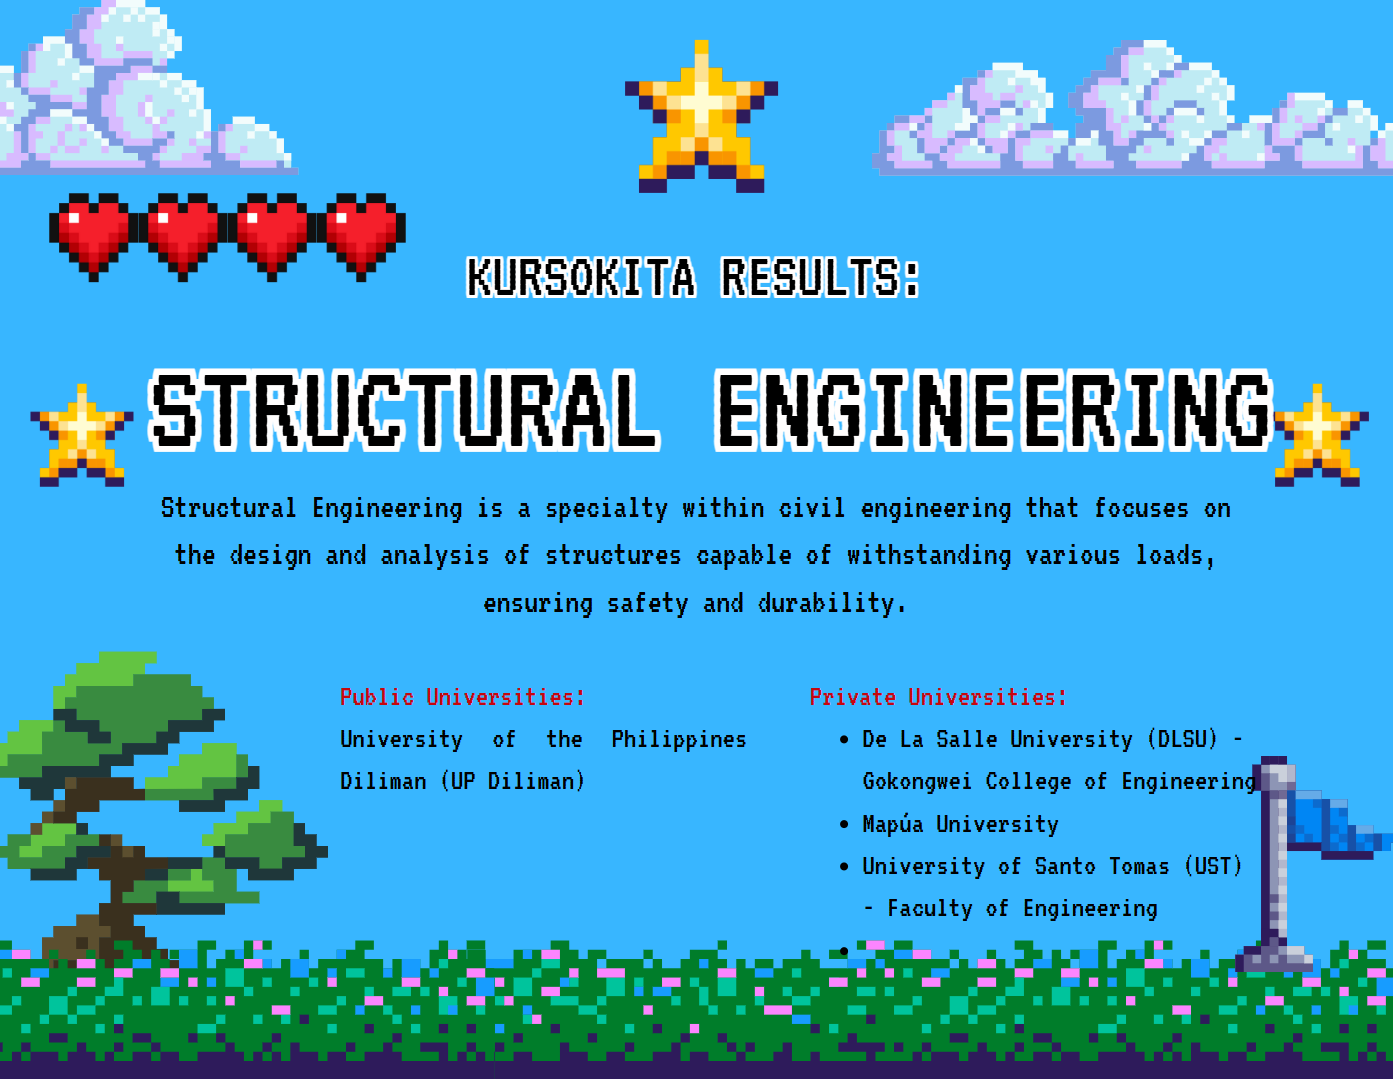 KURSOKITA RESULTS:
STRUCTURAL ENGINEERING
Structural Engineering is a specialty within civil engineering that focuses on
the design and analysis of structures capable of withstanding various loads,
ensuring safety and durability.
Public Universities:
University of the Philippines
Diliman (UP Diliman)
Private Universities:
• De La Salle University (DLSU) -
Gokongwei College of Engineering
• Mapúa University
• University of Santo Tomas (UST)
- Faculty of Engineering
•